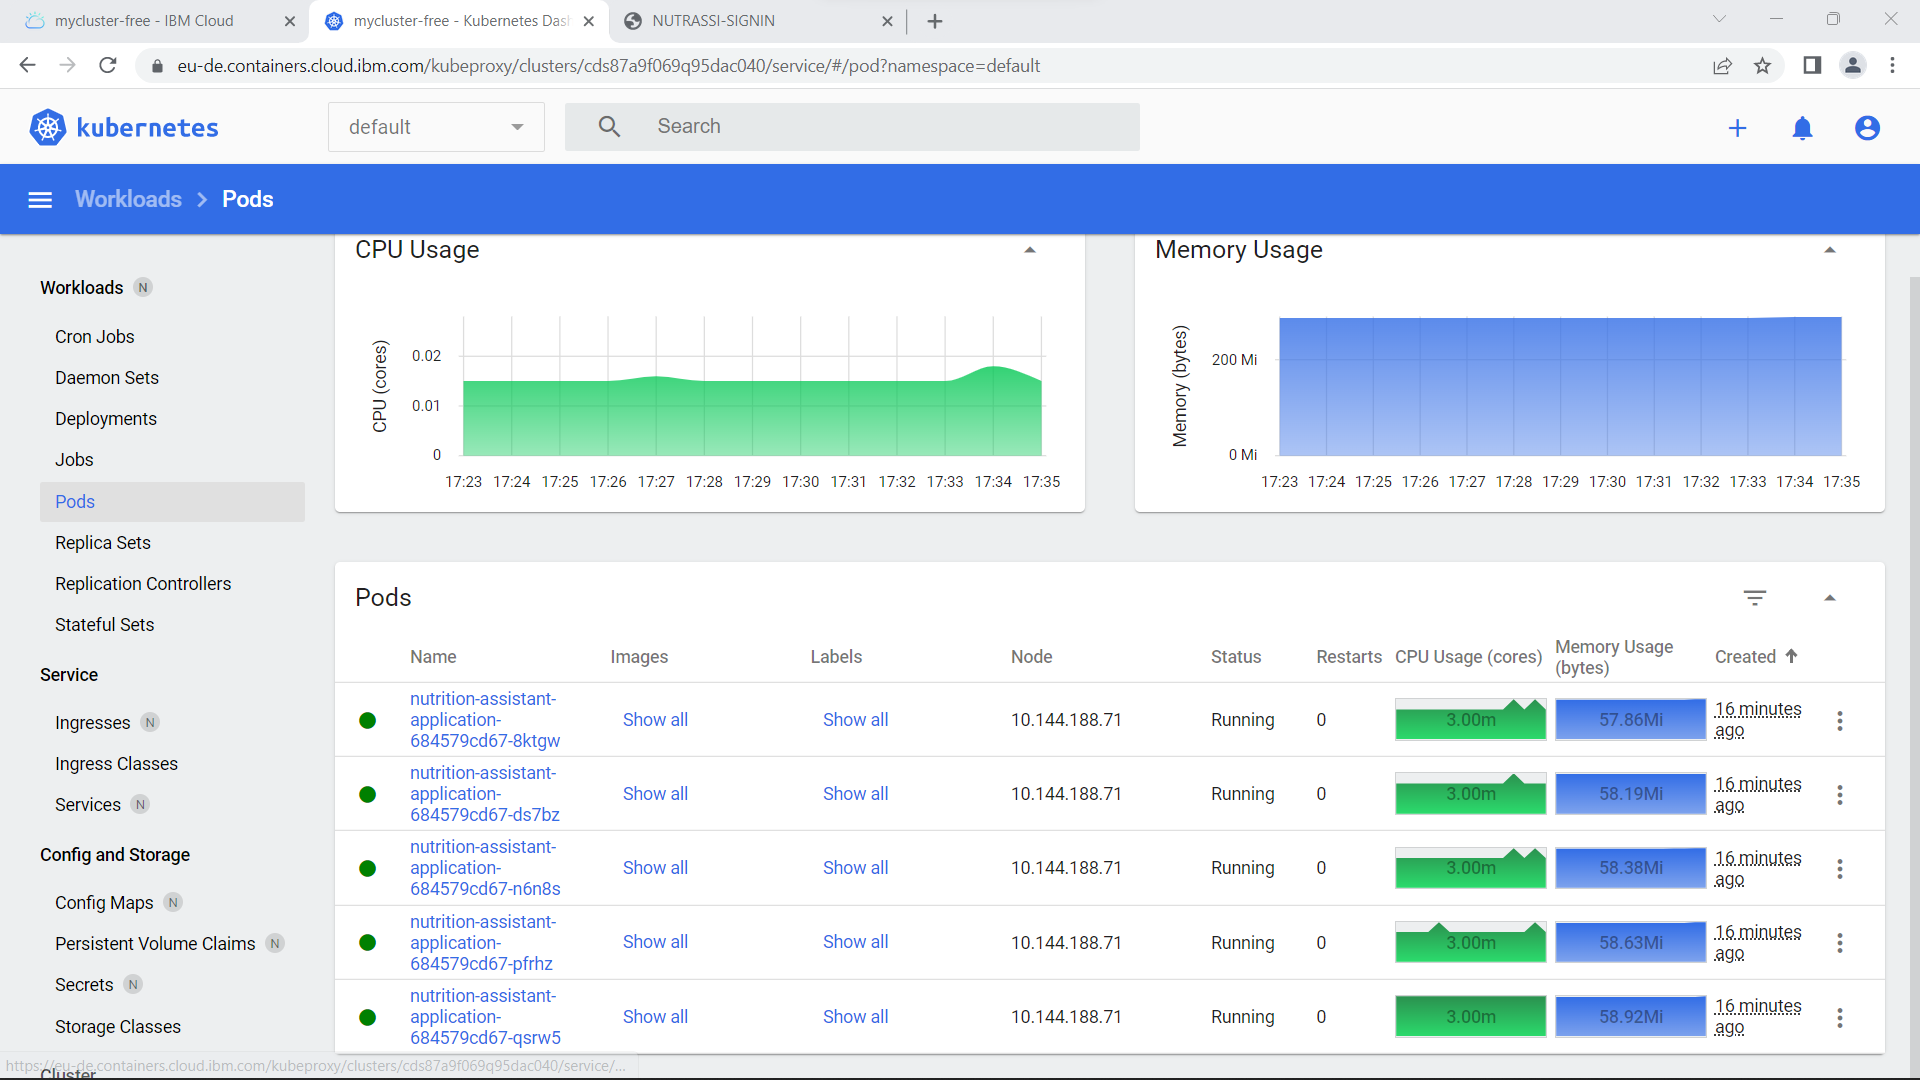 mycluster-free - IBM Cloud
mycluster-free - Kubernetes Das
NUTRASSI-SIGNIN
eu-de.containers.cloud.ibm.com/kubeproxy/clusters/cds87a9f069q95dac040/service/#/pod?namespace=default
kubernetes
default
Search
Workloads > Pods
Workloads N
Cron Jobs
Daemon Sets
Deployments
Jobs
Pods
Replica Sets
Replication Controllers
Stateful Sets
Service
Ingresses N
Ingress Classes
Services N
Config and Storage
Config Maps N
Persistent Volume Claims N
Secrets N
Storage Classes
Cluster
https://eu-de.containers.cloud.ibm.com/kubeproxy/clusters/cds87a9f069q95dac040/service/...
CPU Usage
CPU (cores)
0.02
0.01
0
17:23 17:24 17:25 17:26 17:27 17:28 17:29 17:30 17:31 17:32 17:33 17:34 17:35
Memory Usage
Memory (bytes)
200 Mi
0 Mi
17:23 17:24 17:25 17:26 17:27 17:28 17:29 17:30 17:31 17:32 17:33 17:34 17:35
Pods
Name Images Labels Node Status Restarts CPU Usage (cores) Memory Usage (bytes) Created
nutrition-assistant-
application-
684579cd67-8ktgw
Show all Show all 10.144.188.71 Running 0 3.00m 57.86Mi 16 minutes
ago
nutrition-assistant-
application-
684579cd67-ds7bz
Show all Show all 10.144.188.71 Running 0 3.00m 58.19Mi 16 minutes
ago
nutrition-assistant-
application-
684579cd67-n6n8s
Show all Show all 10.144.188.71 Running 0 3.00m 58.38Mi 16 minutes
ago
nutrition-assistant-
application-
684579cd67-pfrhz
Show all Show all 10.144.188.71 Running 0 3.00m 58.63Mi 16 minutes
ago
nutrition-assistant-
application-
684579cd67-qsrw5
Show all Show all 10.144.188.71 Running 0 3.00m 58.92Mi 16 minutes
ago